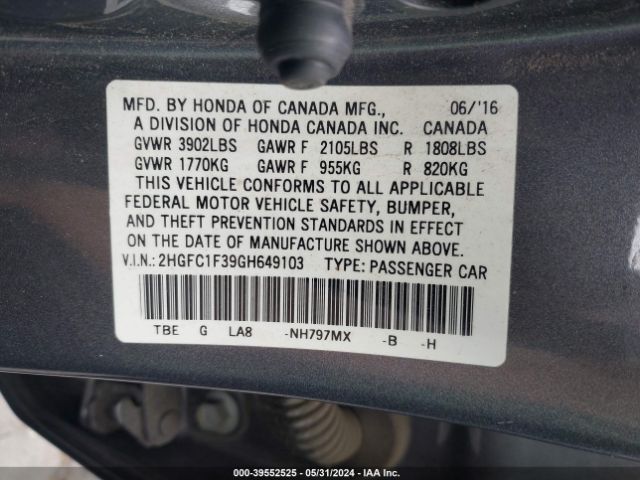 MFD. BY HONDA OF CANADA MFG., 06/'16
A DIVISION OF HONDA CANADA INC. CANADA
GVWR 3902LBS GAWR F 2105LBS R 1808LBS
GVWR 1770KG GAWR F 955KG R 820KG
THIS VEHICLE CONFORMS TO ALL APPLICABLE
FEDERAL MOTOR VEHICLE SAFETY, BUMPER,
AND THEFT PREVENTION STANDARDS IN EFFECT
ON THE DATE OF MANUFACTURE SHOWN ABOVE.
V.I.N.: 2HGFC1F39GH649103 TYPE: PASSENGER CAR
TBE G LA8 -NH797MX -B -H
000-39552525 - 05/31/2024 - IAA Inc.